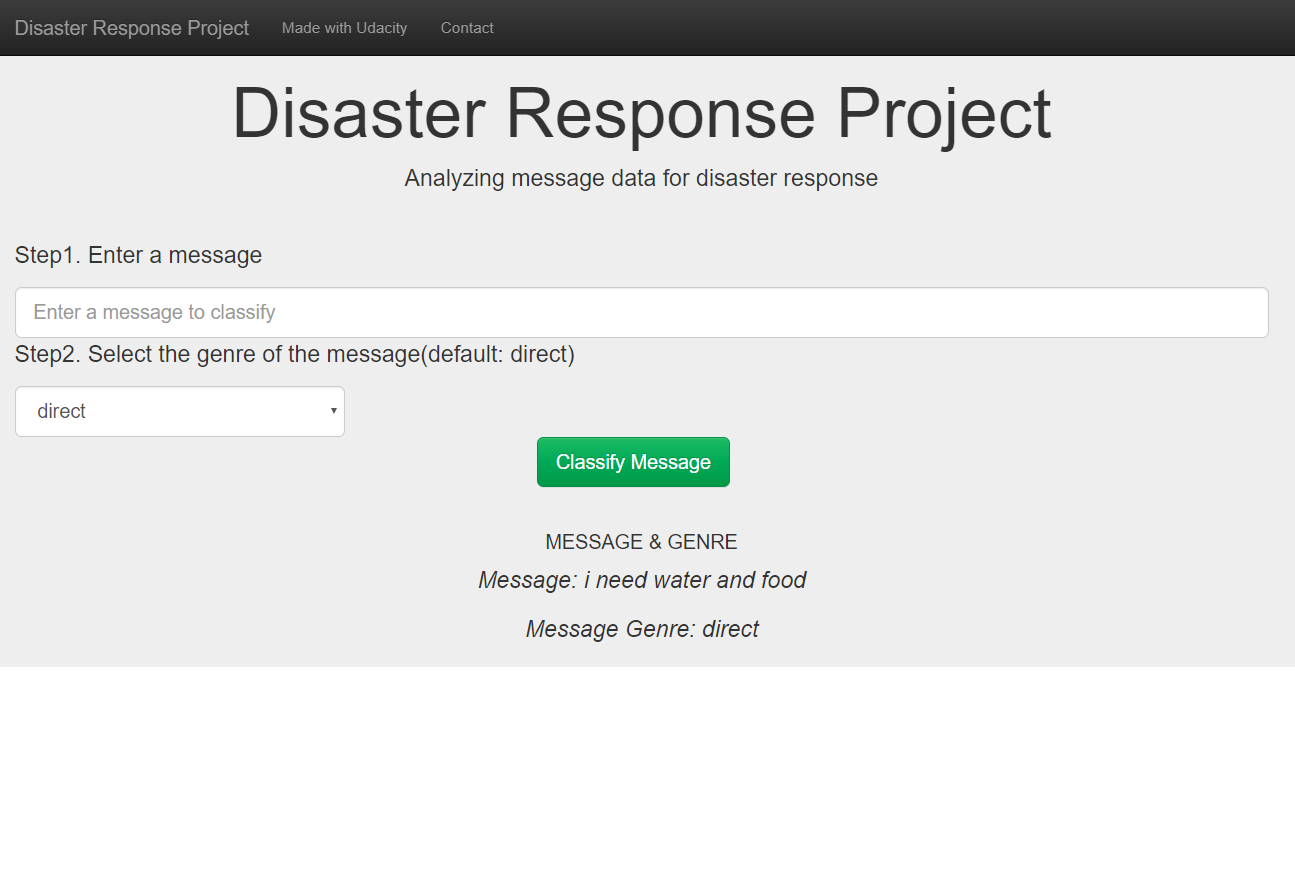 Disaster Response Project Made with Udacity Contact
Disaster Response Project
Analyzing message data for disaster response
Step1. Enter a message
Enter a message to classify
Step2. Select the genre of the message(default: direct)
direct
Classify Message
MESSAGE & GENRE
Message: i need water and food
Message Genre: direct